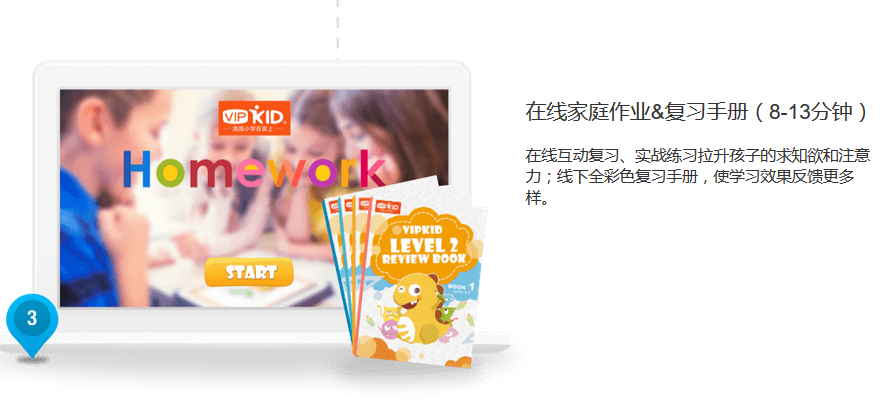 VIPKID®
美国小学在家上
Homework
START
VIPKID
LEVEL 2
REVIEW BOOK
BOOK 1
3
在线家庭作业&复习手册（8-13分钟）
在线互动复习、实战练习拉升孩子的求知欲和注意
力；线下全彩色复习手册，使学习效果反馈更多
样。